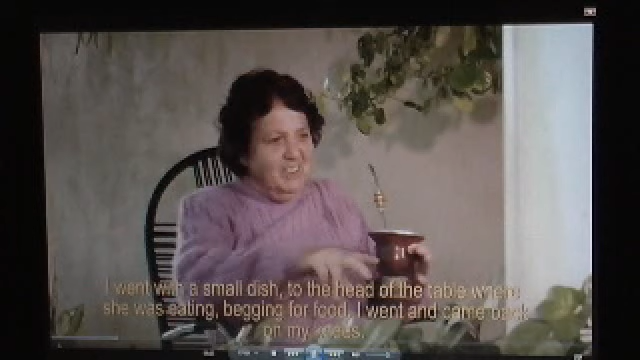 I went with a small dish, to the head of the table where
she was eating, begging for food, I went and came back
on my knees.